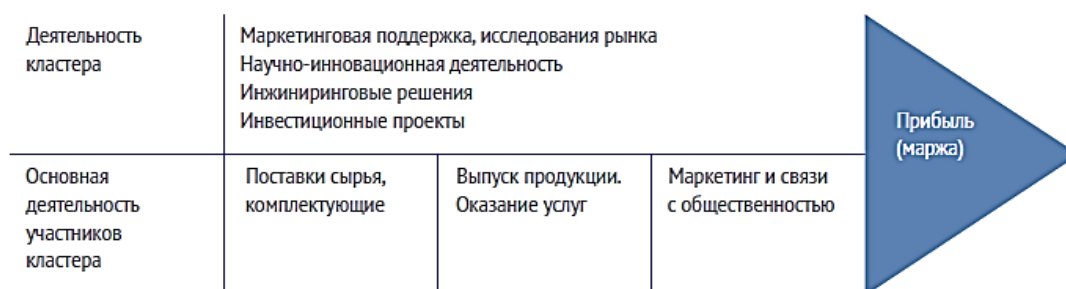 Деятельность
кластера
Маркетинговая поддержка, исследования рынка
Научно-инновационная деятельность
Инжиниринговые решения
Инвестиционные проекты
Прибыль
(маржа)
Основная
деятельность
участников
кластера
Поставки сырья,
комплектующие
Выпуск продукции.
Оказание услуг
Маркетинг и связи
с общественностью